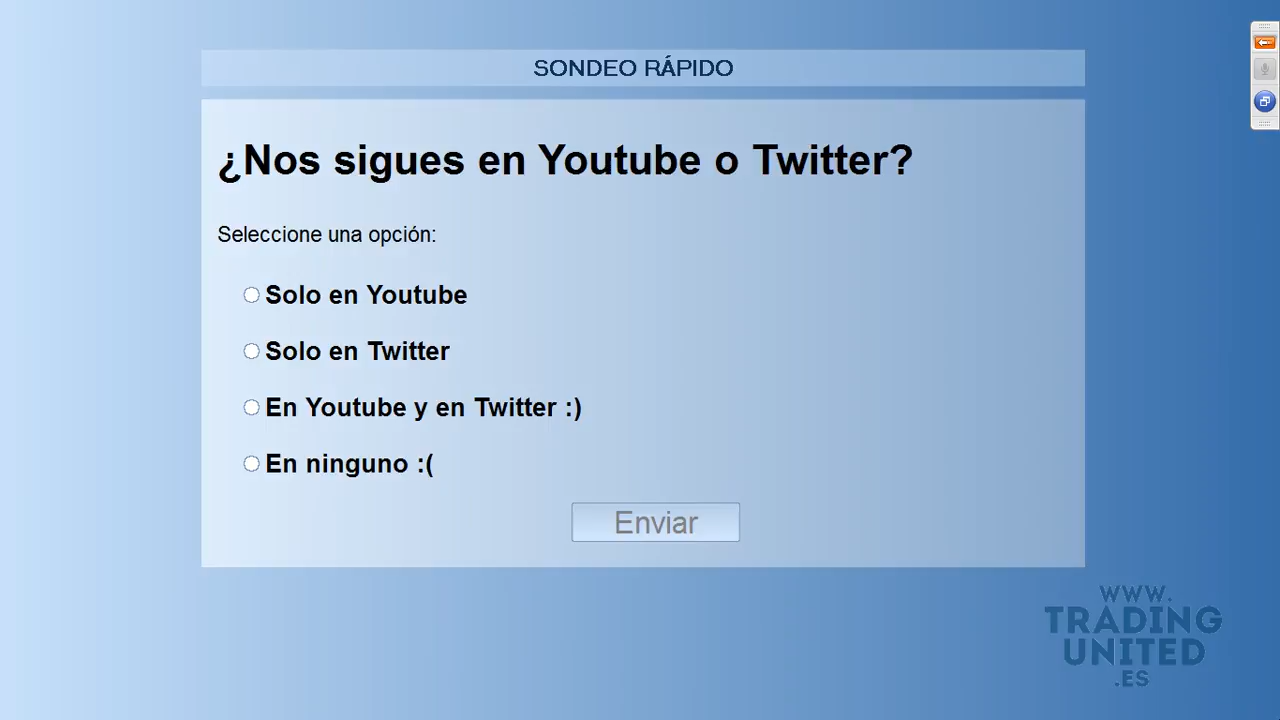 SONDEO RÁPIDO
¿Nos sigues en Youtube o Twitter?
Seleccione una opción:
Solo en Youtube
Solo en Twitter
En Youtube y en Twitter :)
En ninguno :(
Enviar
WWW.
TRADING
UNITED
.ES